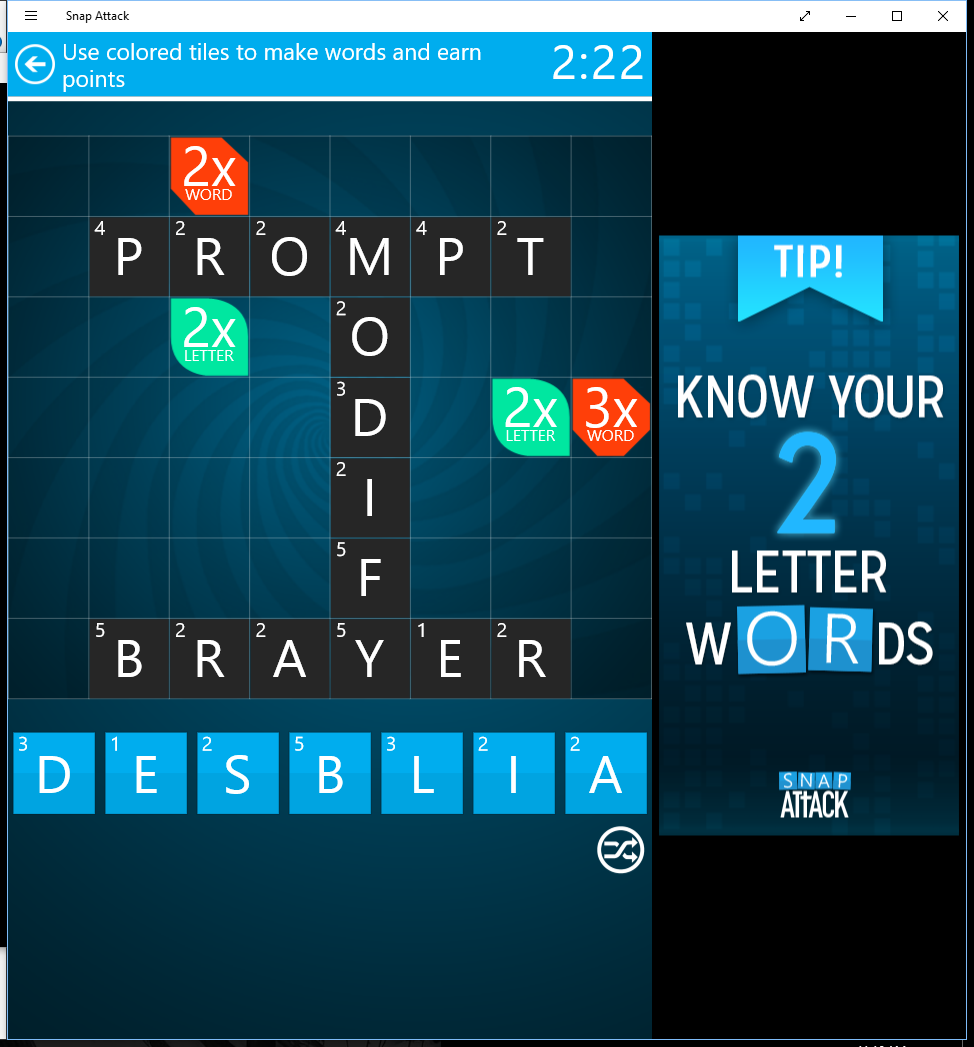 Snap Attack
Use colored tiles to make words and earn
points
2:22
2x
WORD
4 P 2 R 2 O 4 M 4 P 2 T
2x
LETTER
2 O
3 D
2x
LETTER
3x
WORD
2 I
5 F
5 B 2 R 2 A 5 Y 1 E 2 R
3 D 1 E 2 S 5 B 3 L 2 I 2 A
TIP!
KNOW YOUR
2
LETTER
WORDS
SNAP
ATTACK